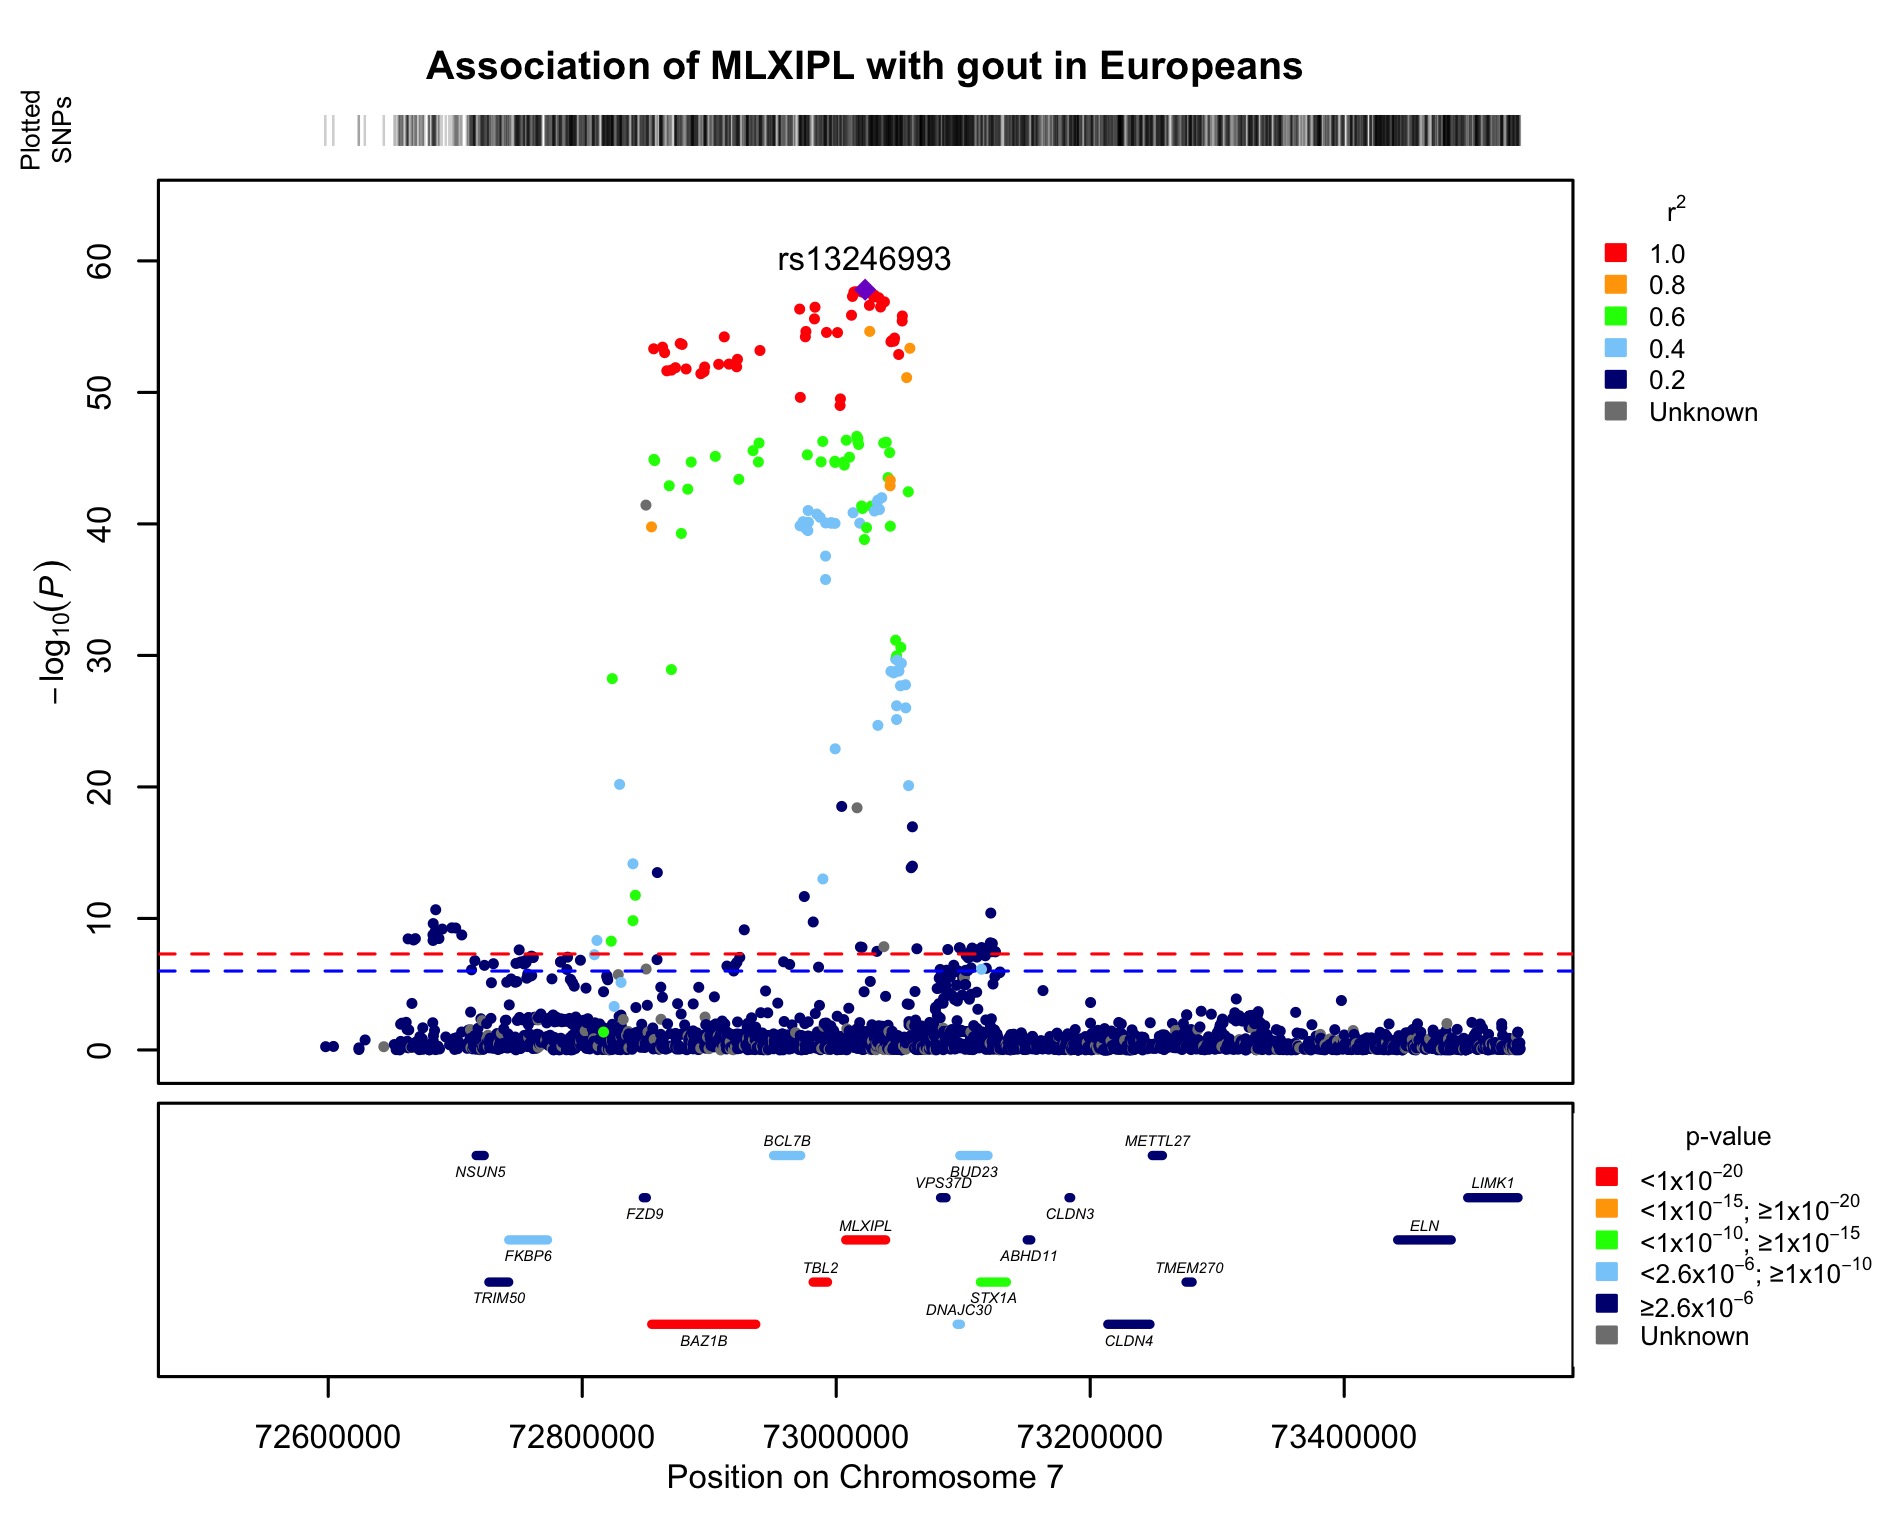 Association of MLXIPL with gout in Europeans
Plotted
SNPs
rs13246993
−log10(P)
60
50
40
30
20
10
0
r2
1.0
0.8
0.6
0.4
0.2
Unknown
BCL7B
METTL27
NSUN5
BUD23
VPS37D
LIMK1
FZD9
CLDN3
MLXIPL
ELN
FKBP6
ABHD11
TBL2
TMEM270
TRIM50
STX1A
DNAJC30
BAZ1B
CLDN4
p-value
<1x10−20
<1x10−15; ≥1x10−20
<1x10−10; ≥1x10−15
<2.6x10−6; ≥1x10−10
≥2.6x10−6
Unknown
72600000 72800000 73000000 73200000 73400000
Position on Chromosome 7